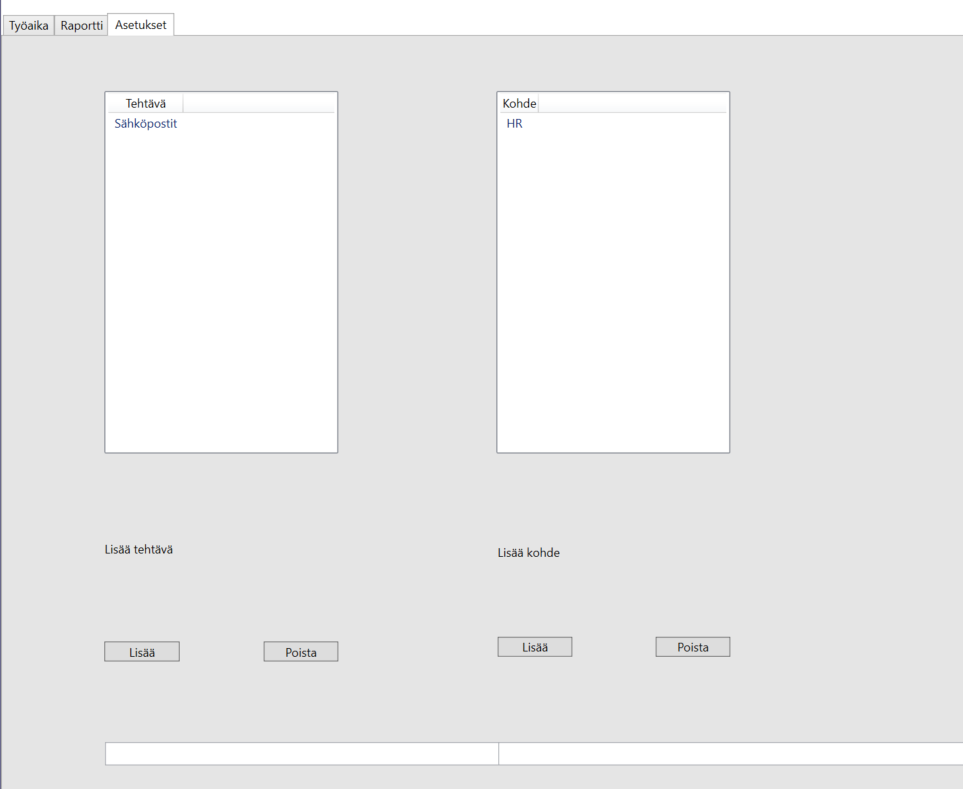 Työaika Raportti Asetukset
Tehtävä
Sähköpostit
Kohde
HR
Lisää tehtävä
Lisää kohde
Lisää Poista
Lisää Poista